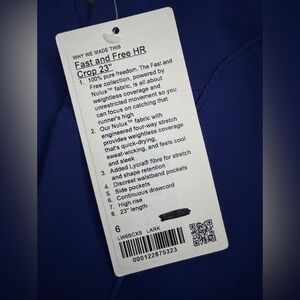 WHY WE MADE THIS
Fast and Free HR
Crop 23"
1. 100% pure freedom. The Fast and
Free collection, powered by
Nulux™ fabric, is all about
weightless coverage and
unrestricted movement so you
can focus on catching that
runner's high
2. Our Nulux™ fabric with
engineered four-way stretch
provides weightless coverage
that's quick-drying,
sweat-wicking, and feels cool
and sleek
3. Added Lycra® fibre for stretch
and shape retention
4. Discreet waistband pockets
5. Side pockets
6. Continuous drawcord
7. High rise
8. 23" length
6
LW6BCXS LARK
000122875323